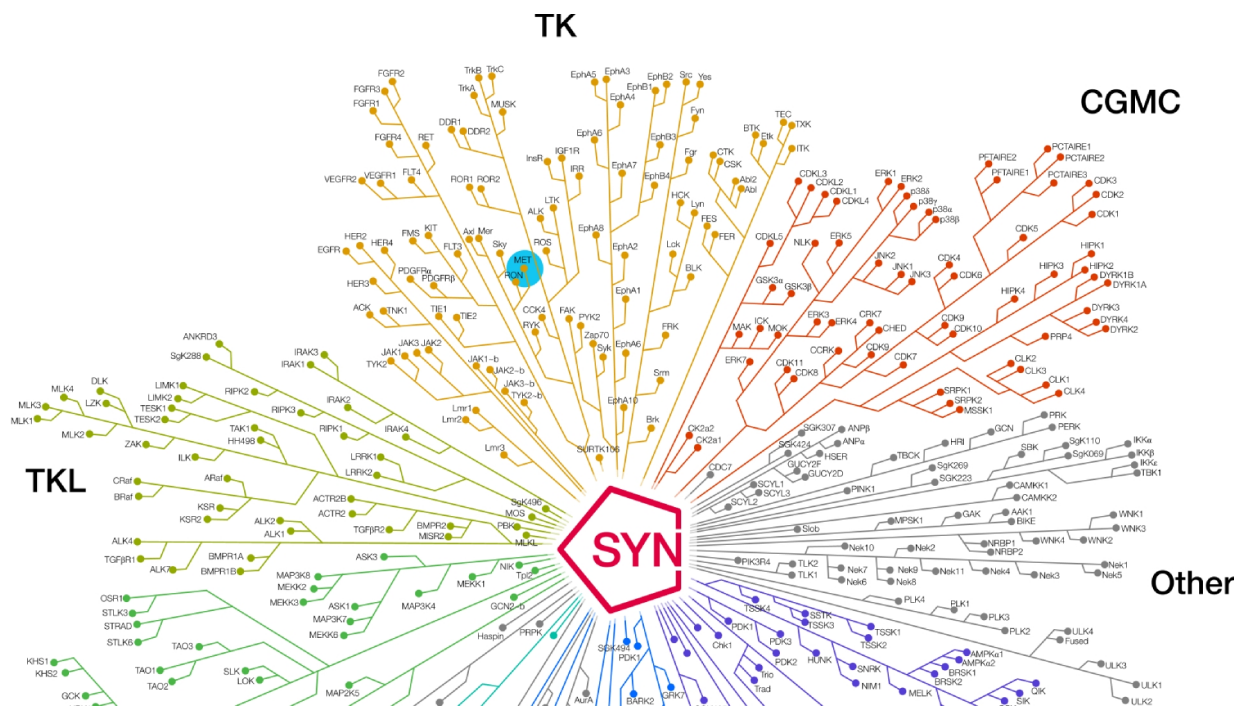 TK
CGMC
TKL
Other
SYN
FGFR2
FGFR3
FGFR1
FGFR4
RET
VEGFR2
VEGFR1
FLT4
TrkB
TrkC
TrkA
MUSK
DDR1
DDR2
ROR1
ROR2
InsR
IGF1R
IRR
LTK
ALK
ROS
HER2
EGFR
HER4
HER3
FMS
KIT
FLT3
PDGFRα
PDGFRβ
Axl
Mer
Sky
MET
RON
ACK
TNK1
TIE1
TIE2
CCK4
RYK
FAK
PYK2
Zap70
Syk
JAK1
JAK3
JAK2
TYK2
JAK1~b
JAK2~b
JAK3~b
TYK2~b
Lmr1
Lmr2
Lmr3
SURTK106
EphA5
EphA3
EphA4
EphA6
EphA7
EphA8
EphA2
EphA1
EphA6
EphA10
EphB2
EphB1
EphB3
EphB4
Src
Yes
Fyn
Fgr
HCK
Lyn
Lok
BLK
FRK
Srm
Brk
CTK
CSK
Abl2
Abl
FES
FER
BTK
Etk
TEC
TXK
ITK
CDKL3
CDKL2
CDKL1
CDKL4
CDKL5
NLK
ERK5
ERK1
ERK2
p38δ
p38γ
p38α
p38β
JNK2
JNK1
JNK3
GSK3α
GSK3β
MAK
ICK
MOK
ERK3
ERK4
ERK7
CRK7
CHED
CCRK
CDK9
CDK7
CDK11
CDK8
CDK9
CDK10
CDK4
CDK6
CDK5
PFTAIRE2
PFTAIRE1
PCTAIRE1
PCTAIRE2
PCTAIRE3
CDK3
CDK2
CDK1
HIPK1
HIPK2
HIPK3
HIPK4
DYRK1B
DYRK1A
DYRK3
DYRK4
DYRK2
PRP4
CLK2
CLK3
CLK1
CLK4
SRPK1
SRPK2
MSSK1
CK2a2
CK2a1
CDC7
ANKRD3
SgK288
IRAK3
IRAK1
DLK
MLK4
LZK
MLK3
MLK1
MLK2
LIMK1
LIMK2
TESK1
TESK2
RIPK2
RIPK3
RIPK1
IRAK2
IRAK4
ZAK
ILK
TAK1
HH498
LRRK1
LRRK2
CRaf
BRaf
ARaf
KSR
KSR2
ACTR2B
ACTR2
TGFβR2
BMPR2
MISR2
ALK2
ALK1
ALK4
TGFβR1
ALK7
BMPR1A
BMPR1B
SgK496
MOS
PBK
MLKL
ASK3
NIK
Tpl2
GCN2~b
MEKK1
MAP3K4
MAP3K8
MEKK2
MEKK3
ASK1
MAP3K7
MEKK6
OSR1
STLK3
STRAD
STLK6
TAO3
TAO1
TAO2
SLK
LOK
MAP2K5
KHS1
KHS2
GCK
Haspin
PRPK
SGK494
PDK1
AurA
BARK2
GRK7
SGK307
SGK424
ANPβ
ANPα
HSER
GUCY2F
GUCY2D
SCYL1
SCYL3
SCYL2
TBCK
PINK1
HRI
GCN
PRK
PERK
SgK269
SGK223
SBK
SgK110
SgK069
IKKα
IKKβ
IKKε
TBK1
CAMKK1
CAMKK2
Slob
MPSK1
GAK
AAK1
BIKE
NRBP1
NRBP2
WNK4
WNK1
WNK3
WNK2
PIK3R4
TLK2
TLK1
Nek10
Nek2
Nek7
Nek6
Nek9
Nek8
Nek11
Nek4
Nek3
Nek1
Nek5
PLK4
PLK1
PLK3
PLK2
ULK4
Fused
ULK3
ULK1
ULK2
TSSK4
SSTK
TSSK3
TSSK1
TSSK2
PDK1
Chk1
PDK3
PDK2
HUNK
SNRK
NIM1
MELK
Trio
Trad
AMPKα1
AMPKα2
BRSK1
BRSK2
QIK
SIK